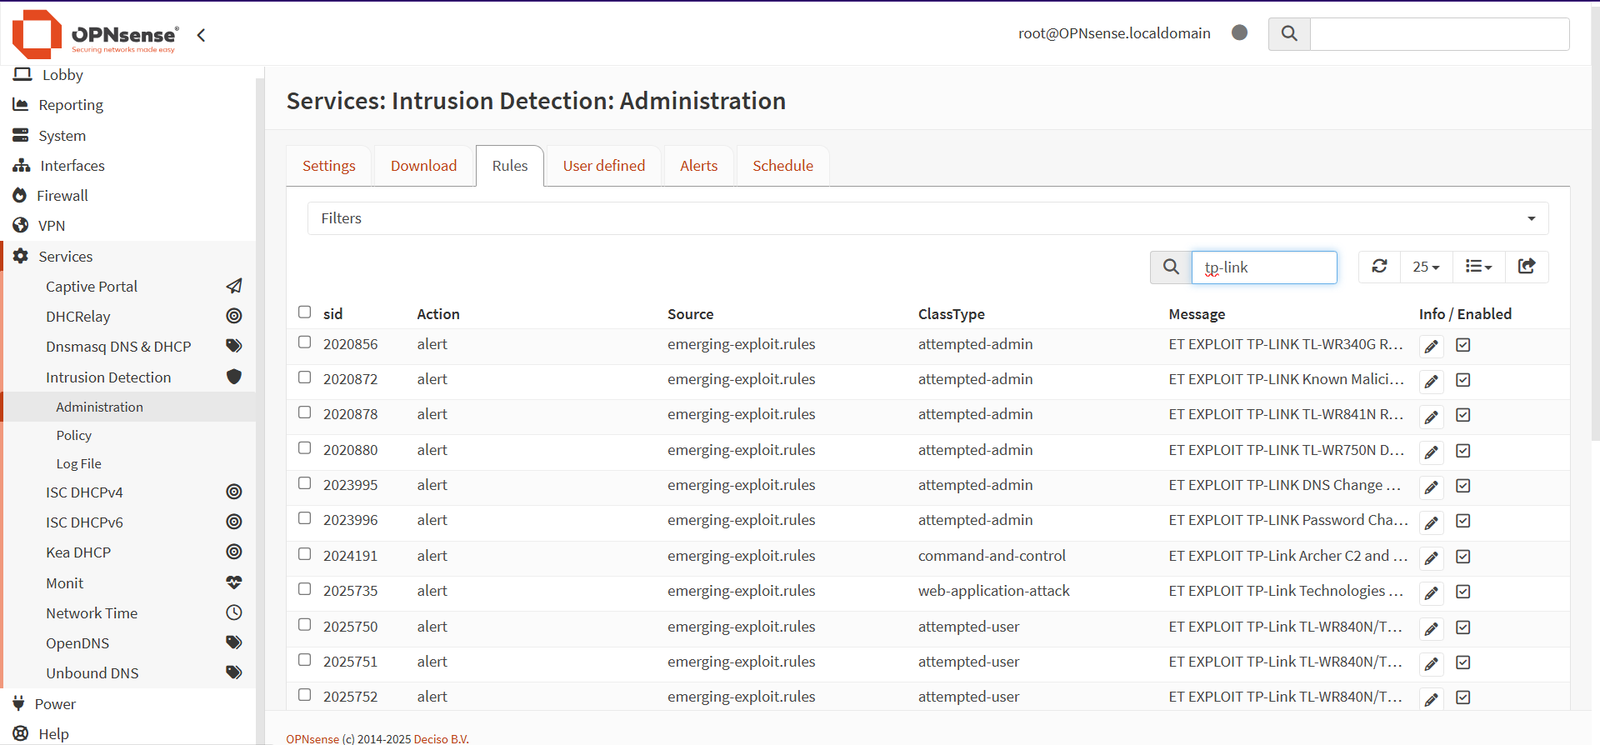 OPNsense®
Securing networks made easy
root@OPNsense.localdomain
Lobby
Reporting
System
Interfaces
Firewall
VPN
Services
Captive Portal
DHCRelay
Dnsmasq DNS & DHCP
Intrusion Detection
Administration
Policy
Log File
ISC DHCPv4
ISC DHCPv6
Kea DHCP
Monit
Network Time
OpenDNS
Unbound DNS
Power
Help
Services: Intrusion Detection: Administration
Settings Download Rules User defined Alerts Schedule
Filters
tp-link 25
sid Action Source ClassType Message Info / Enabled
2020856 alert emerging-exploit.rules attempted-admin ET EXPLOIT TP-LINK TL-WR340G R...
2020872 alert emerging-exploit.rules attempted-admin ET EXPLOIT TP-LINK Known Malici...
2020878 alert emerging-exploit.rules attempted-admin ET EXPLOIT TP-LINK TL-WR841N R...
2020880 alert emerging-exploit.rules attempted-admin ET EXPLOIT TP-LINK TL-WR750N D...
2023995 alert emerging-exploit.rules attempted-admin ET EXPLOIT TP-LINK DNS Change ...
2023996 alert emerging-exploit.rules attempted-admin ET EXPLOIT TP-LINK Password Cha...
2024191 alert emerging-exploit.rules command-and-control ET EXPLOIT TP-Link Archer C2 and ...
2025735 alert emerging-exploit.rules web-application-attack ET EXPLOIT TP-Link Technologies ...
2025750 alert emerging-exploit.rules attempted-user ET EXPLOIT TP-Link TL-WR840N/T...
2025751 alert emerging-exploit.rules attempted-user ET EXPLOIT TP-Link TL-WR840N/T...
2025752 alert emerging-exploit.rules attempted-user ET EXPLOIT TP-Link TL-WR840N/T...
OPNsense (c) 2014-2025 Deciso B.V.